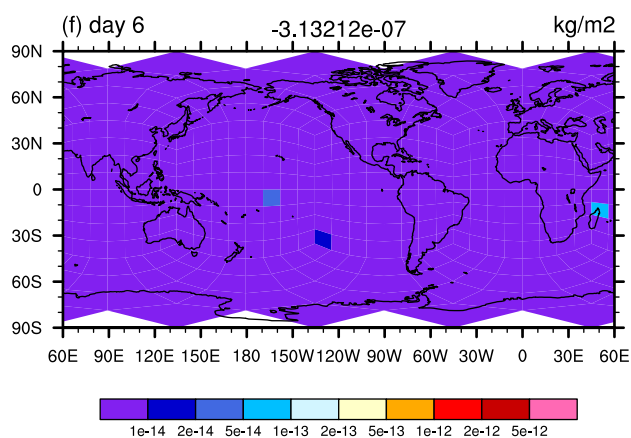 (f) day 6 -3.13212e-07 kg/m2
90N
60N
30N
0
30S
60S
90S
60E 90E 120E 150E 180 150W 120W 90W 60W 30W 0 30E 60E
1e-14 2e-14 5e-14 1e-13 2e-13 5e-13 1e-12 2e-12 5e-12